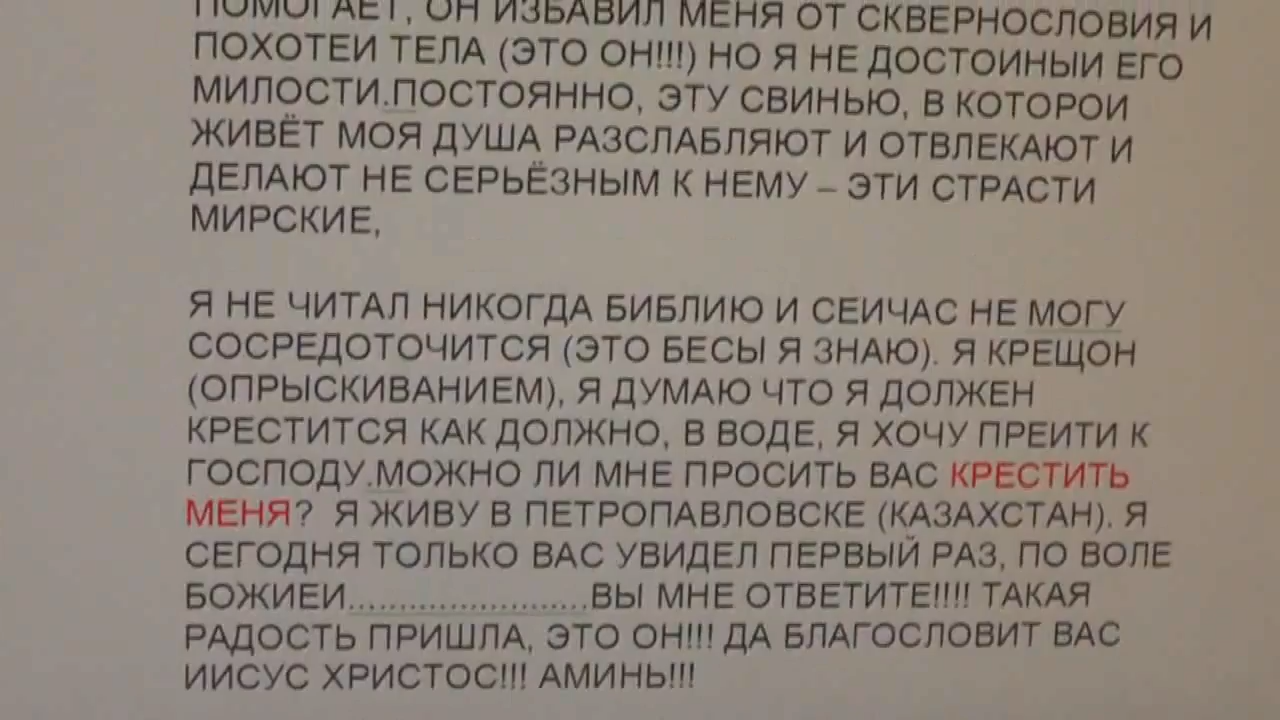 ПОМОГАЕТ, ОН ИЗБАВИЛ МЕНЯ ОТ СКВЕРНОСЛОВИЯ И
ПОХОТЕИ ТЕЛА (ЭТО ОН!!!) НО Я НЕ ДОСТОИНЫИ ЕГО
МИЛОСТИ.ПОСТОЯННО, ЭТУ СВИНЬЮ, В КОТОРОИ
ЖИВЁТ МОЯ ДУША РАЗСЛАБЛЯЮТ И ОТВЛЕКАЮТ И
ДЕЛАЮТ НЕ СЕРЬЁЗНЫМ К НЕМУ – ЭТИ СТРАСТИ
МИРСКИЕ,
Я НЕ ЧИТАЛ НИКОГДА БИБЛИЮ И СЕИЧАС НЕ МОГУ
СОСРЕДОТОЧИТСЯ (ЭТО БЕСЫ Я ЗНАЮ). Я КРЕЩОН
(ОПРЫСКИВАНИЕМ), Я ДУМАЮ ЧТО Я ДОЛЖЕН
КРЕСТИТСЯ КАК ДОЛЖНО, В ВОДЕ, Я ХОЧУ ПРЕИТИ К
ГОСПОДУ.МОЖНО ЛИ МНЕ ПРОСИТЬ ВАС КРЕСТИТЬ
МЕНЯ? Я ЖИВУ В ПЕТРОПАВЛОВСКЕ (КАЗАХСТАН). Я
СЕГОДНЯ ТОЛЬКО ВАС УВИДЕЛ ПЕРВЫЙ РАЗ, ПО ВОЛЕ
БОЖИЕИ........................ВЫ МНЕ ОТВЕТИТЕ!!!! ТАКАЯ
РАДОСТЬ ПРИШЛА, ЭТО ОН!!! ДА БЛАГОСЛОВИТ ВАС
ИИСУС ХРИСТОС!!! АМИНЬ!!!